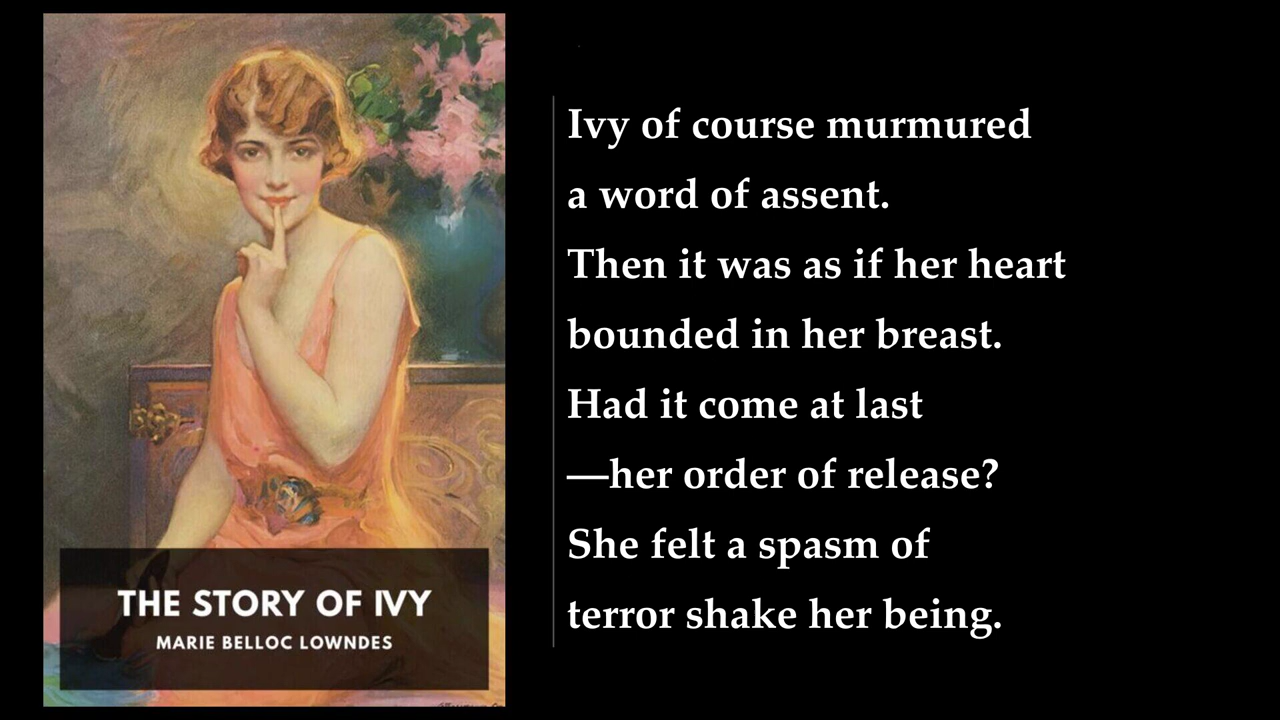 THE STORY OF IVY
MARIE BELLOC LOWNDES
Ivy of course murmured
a word of assent.
Then it was as if her heart
bounded in her breast.
Had it come at last
—her order of release?
She felt a spasm of
terror shake her being.